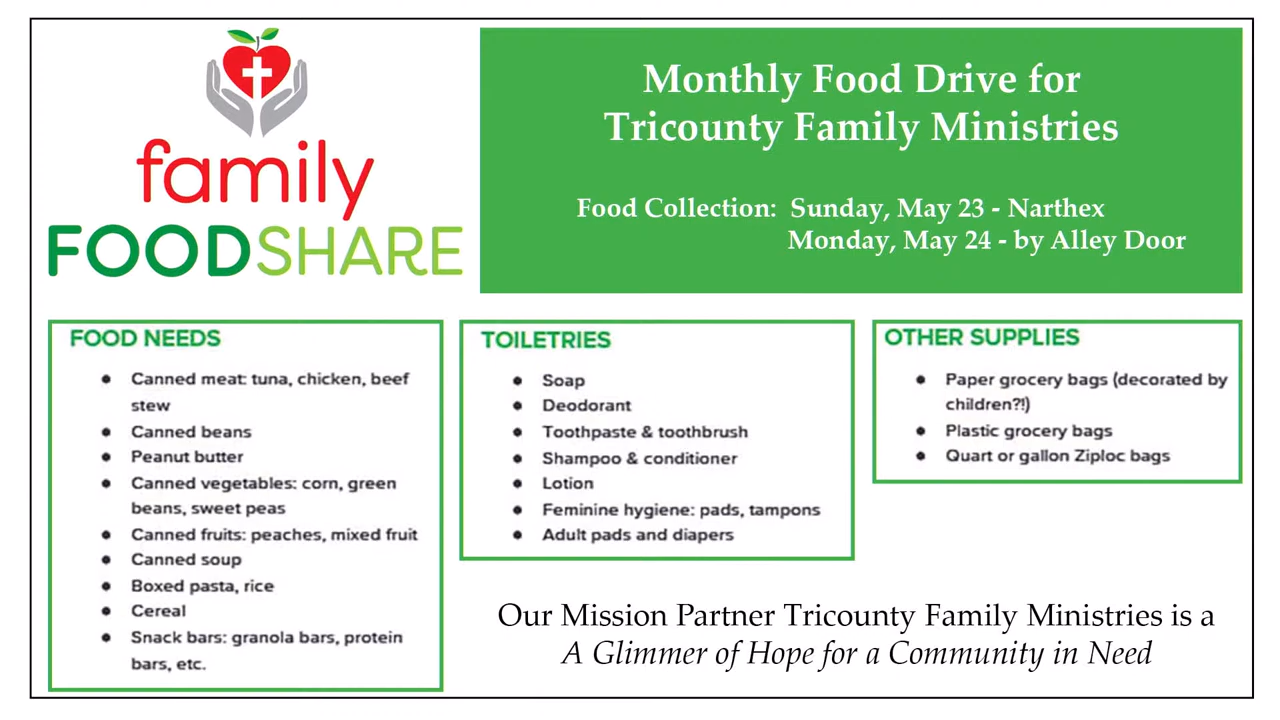 family
FOODSHARE
Monthly Food Drive for
Tricounty Family Ministries
Food Collection: Sunday, May 23 - Narthex
Monday, May 24 - by Alley Door
FOOD NEEDS
● Canned meat: tuna, chicken, beef
stew
● Canned beans
● Peanut butter
● Canned vegetables: corn, green
beans, sweet peas
● Canned fruits: peaches, mixed fruit
● Canned soup
● Boxed pasta, rice
● Cereal
● Snack bars: granola bars, protein
bars, etc.
TOILETRIES
● Soap
● Deodorant
● Toothpaste & toothbrush
● Shampoo & conditioner
● Lotion
● Feminine hygiene: pads, tampons
● Adult pads and diapers
OTHER SUPPLIES
● Paper grocery bags (decorated by
children?!)
● Plastic grocery bags
● Quart or gallon Ziploc bags
Our Mission Partner Tricounty Family Ministries is a
A Glimmer of Hope for a Community in Need